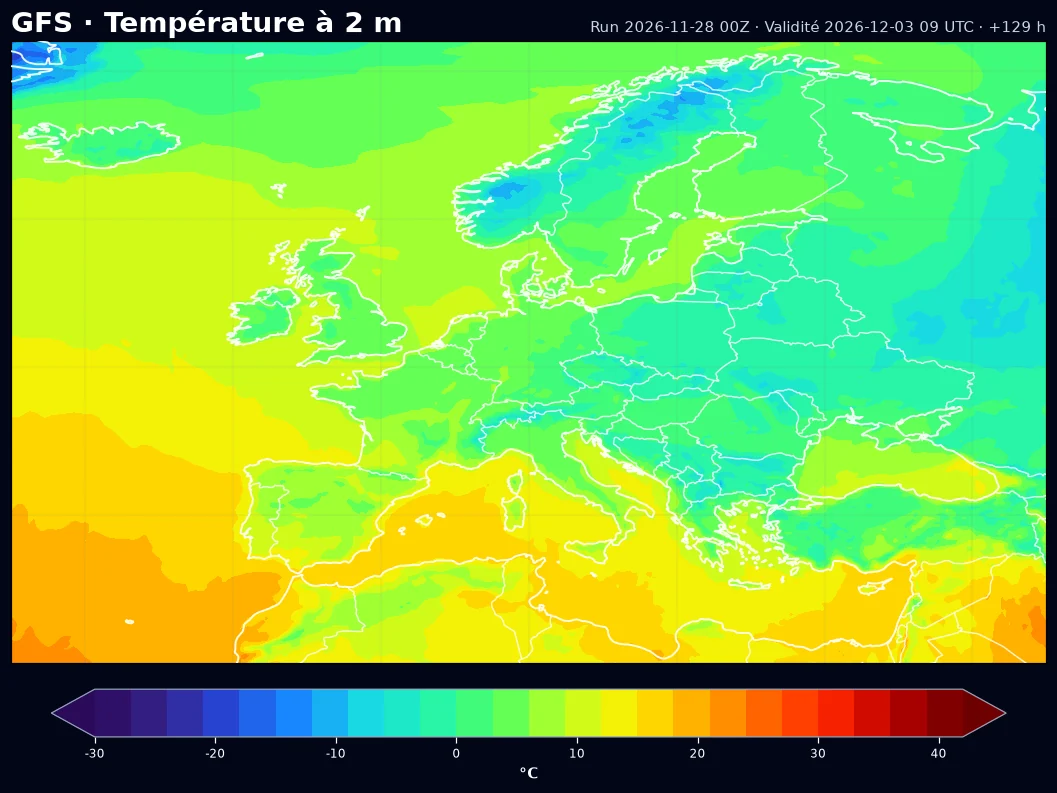 GFS · Température à 2 m
Run 2026-11-28 00Z · Validité 2026-12-03 09 UTC · +129 h
-30 -20 -10 0 10 20 30 40
°C